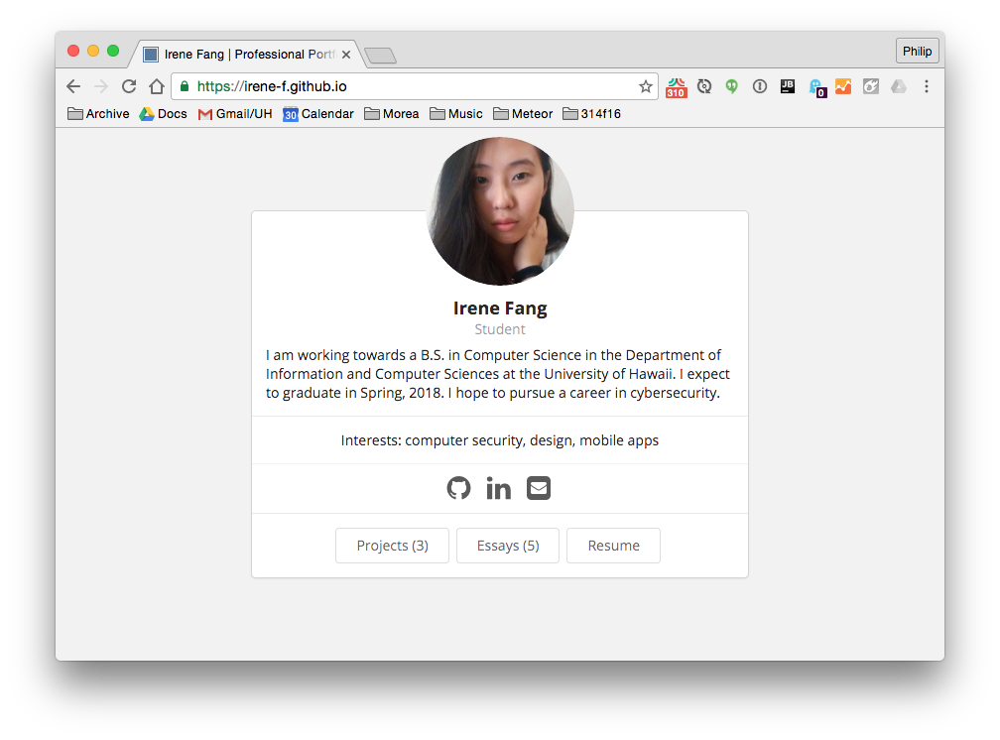 Irene Fang | Professional Port
Philip
https://irene-f.github.io
310
JB
0
Archive
Docs
Gmail/UH
30
Calendar
Morea
Music
Meteor
314f16
Irene Fang
Student
I am working towards a B.S. in Computer Science in the Department of
Information and Computer Sciences at the University of Hawaii. I expect
to graduate in Spring, 2018. I hope to pursue a career in cybersecurity.
Interests: computer security, design, mobile apps
in
Projects (3)
Essays (5)
Resume